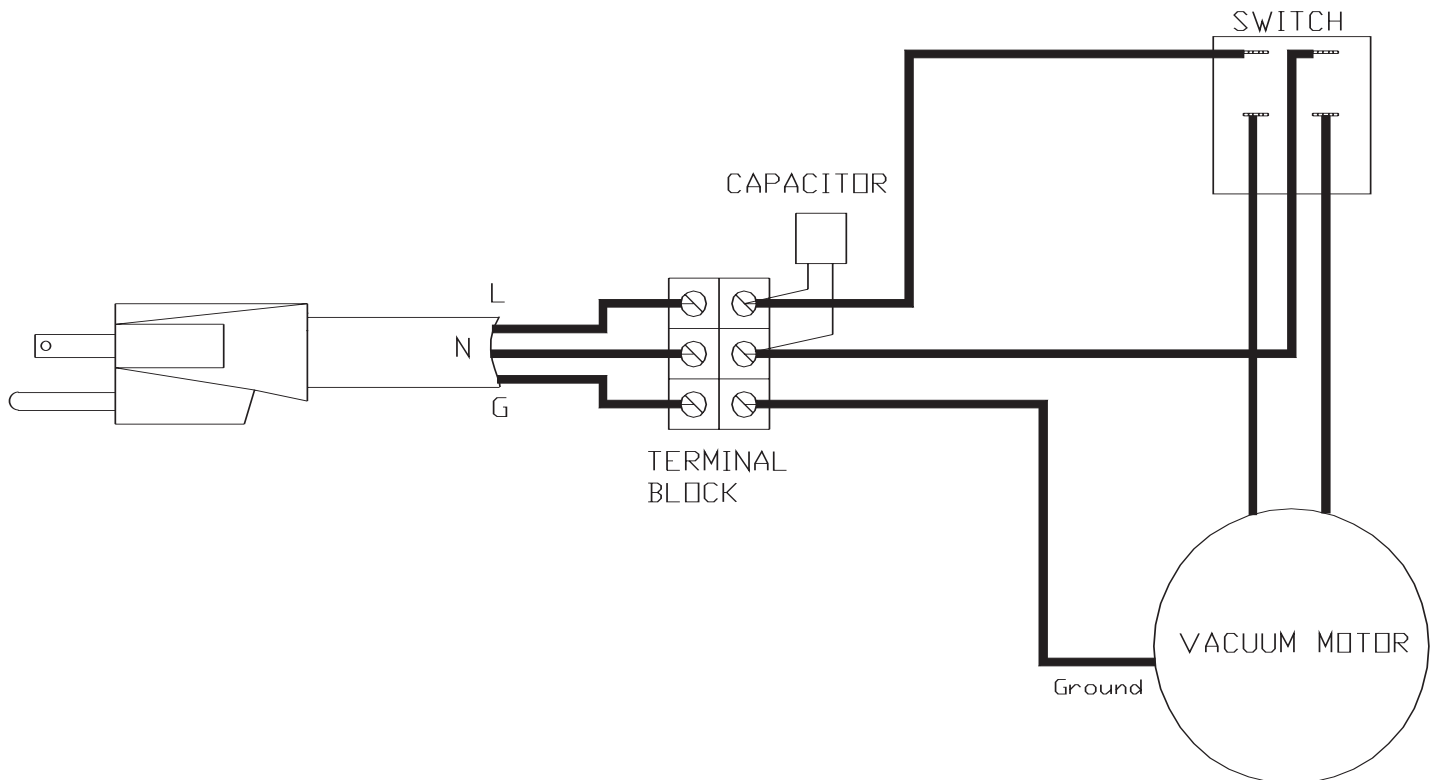 SWITCH
CAPACITOR
L
N
G
TERMINAL
BLOCK
VACUUM MOTOR
Ground